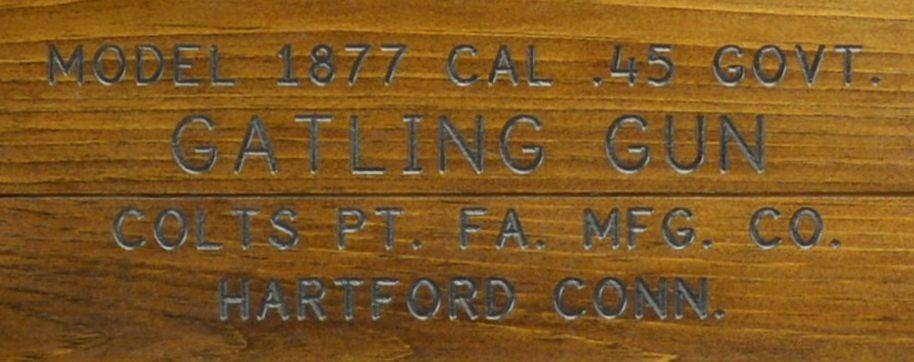 MODEL 1877 CAL .45 GOVT.
GATLING GUN
COLTS PT. FA. MFG. CO.
HARTFORD CONN.